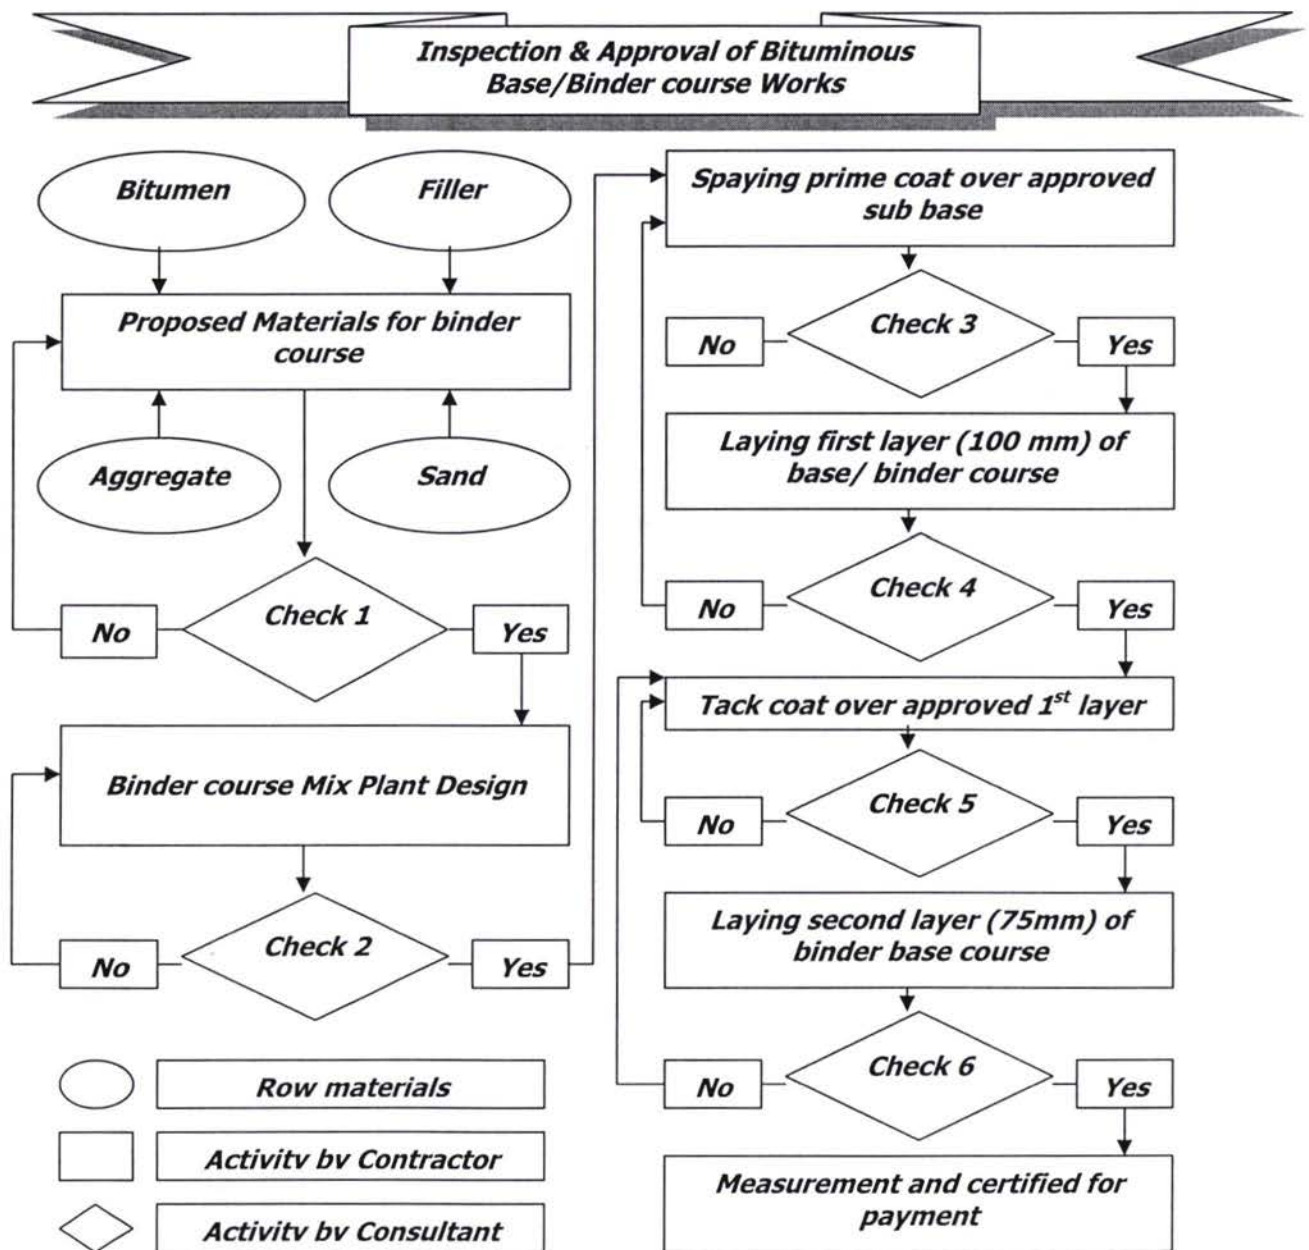 Inspection & Approval of Bituminous
Base/Binder course Works
Bitumen
Filler
Proposed Materials for binder
course
Aggregate
Sand
Check 1
No
Yes
Binder course Mix Plant Design
Check 2
No
Yes
Row materials
Activity by Contractor
Activity by Consultant
Spaying prime coat over approved
sub base
Check 3
No
Yes
Laying first layer (100 mm) of
base/ binder course
Check 4
No
Yes
Tack coat over approved 1st layer
Check 5
No
Yes
Laying second layer (75mm) of
binder base course
Check 6
No
Yes
Measurement and certified for
payment